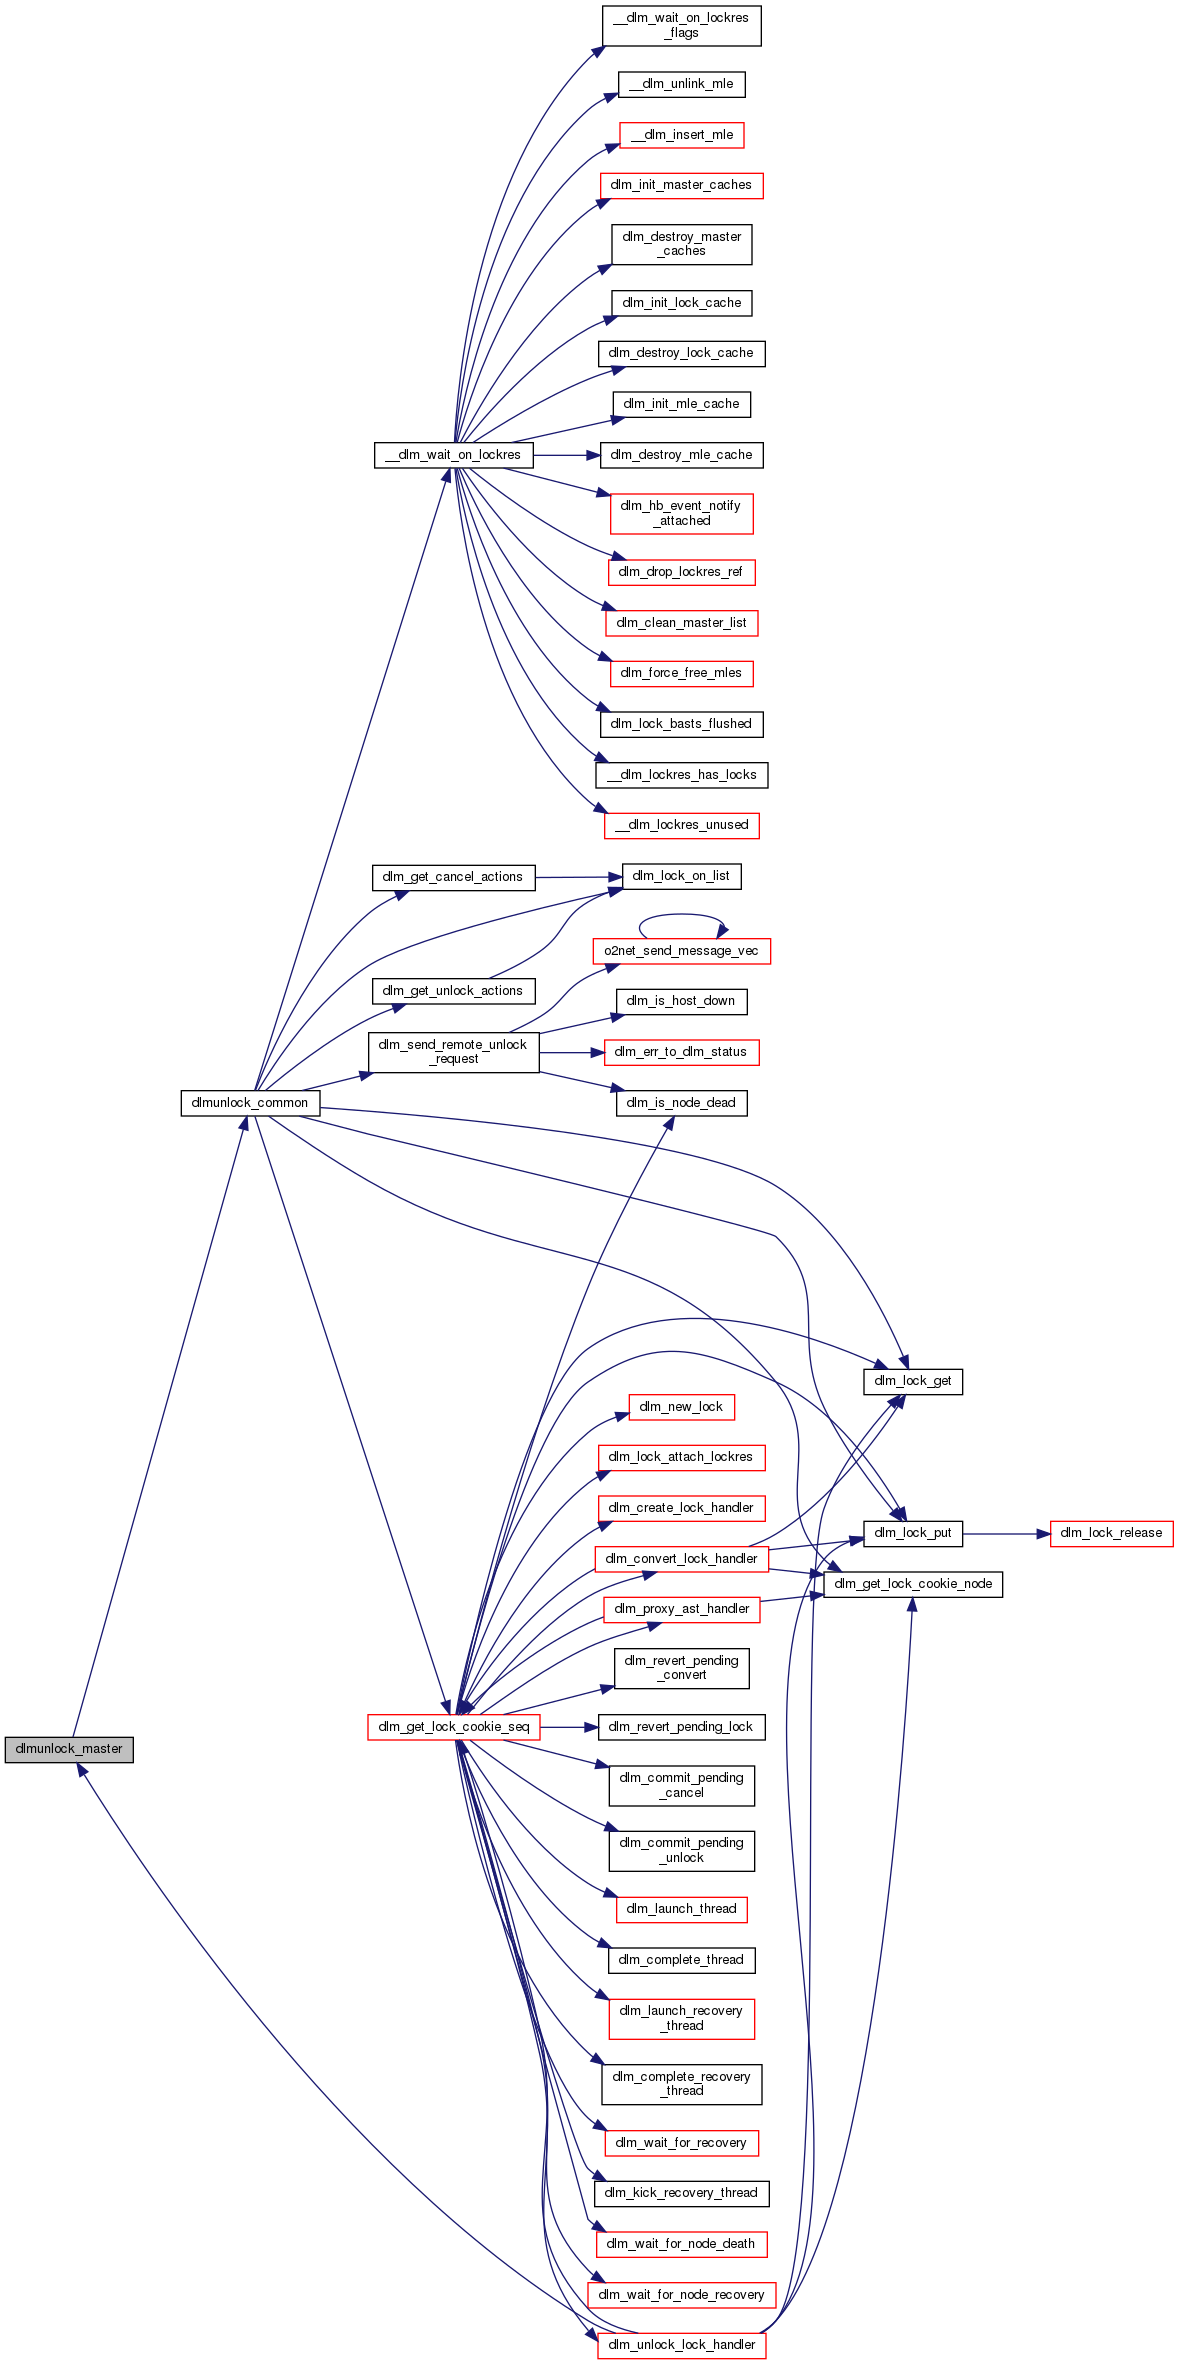 __dlm_wait_on_lockres
_flags
__dlm_unlink_mle
__dlm_insert_mle
dlm_init_master_caches
dlm_destroy_master
_caches
dlm_init_lock_cache
dlm_destroy_lock_cache
dlm_init_mle_cache
__dlm_wait_on_lockres
dlm_destroy_mle_cache
dlm_hb_event_notify
_attached
dlm_drop_lockres_ref
dlm_clean_master_list
dlm_force_free_mles
dlm_lock_basts_flushed
__dlm_lockres_has_locks
__dlm_lockres_unused
dlm_get_cancel_actions
dlm_lock_on_list
o2net_send_message_vec
dlm_get_unlock_actions
dlm_is_host_down
dlm_send_remote_unlock
_request
dlm_err_to_dlm_status
dlmunlock_common
dlm_is_node_dead
dlm_lock_get
dlm_new_lock
dlm_lock_attach_lockres
dlm_create_lock_handler
dlm_lock_put
dlm_lock_release
dlm_convert_lock_handler
dlm_get_lock_cookie_node
dlm_proxy_ast_handler
dlm_revert_pending
_convert
dlm_get_lock_cookie_seq
dlm_revert_pending_lock
dlmunlock_master
dlm_commit_pending
_cancel
dlm_commit_pending
_unlock
dlm_launch_thread
dlm_complete_thread
dlm_launch_recovery
_thread
dlm_complete_recovery
_thread
dlm_wait_for_recovery
dlm_kick_recovery_thread
dlm_wait_for_node_death
dlm_wait_for_node_recovery
dlm_unlock_lock_handler